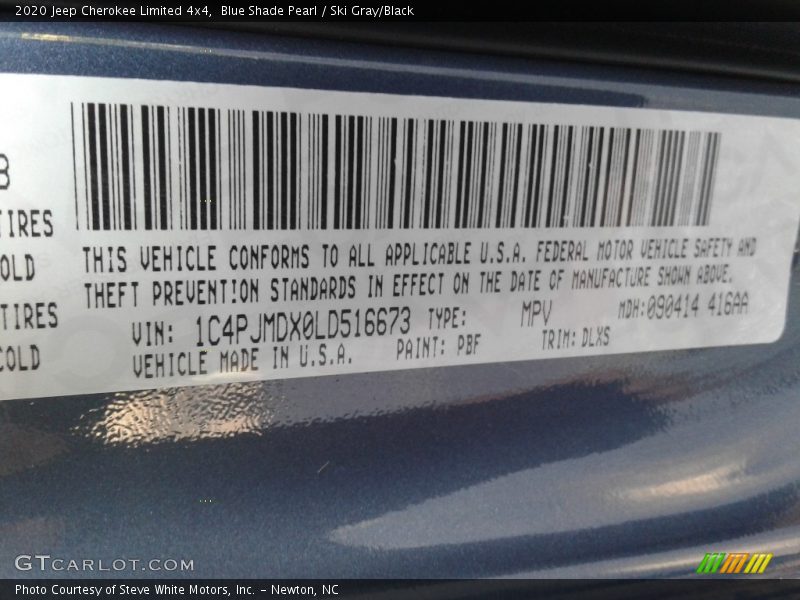 2020 Jeep Cherokee Limited 4x4, Blue Shade Pearl / Ski Gray/Black
TIRES
OLD
TIRES
COLD
THIS VEHICLE CONFORMS TO ALL APPLICABLE U.S.A. FEDERAL MOTOR VEHICLE SAFETY AND
THEFT PREVENTION STANDARDS IN EFFECT ON THE DATE OF MANUFACTURE SHOWN ABOVE.
VIN: 1C4PJMDX0LD516673 TYPE: MPV MDH:090414 416AA
VEHICLE MADE IN U.S.A. PAINT: PBF TRIM: DLXS
GTCARLOT.COM
Photo Courtesy of Steve White Motors, Inc. – Newton, NC